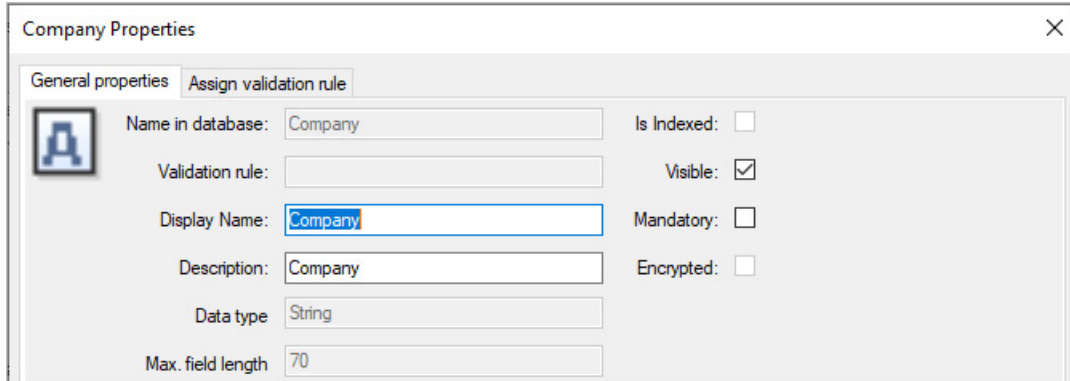 Company Properties
General properties Assign validation rule
Name in database: Company Is Indexed:
Validation rule: Visible:
Display Name: Company Mandatory:
Description: Company Encrypted:
Data type String
Max. field length 70